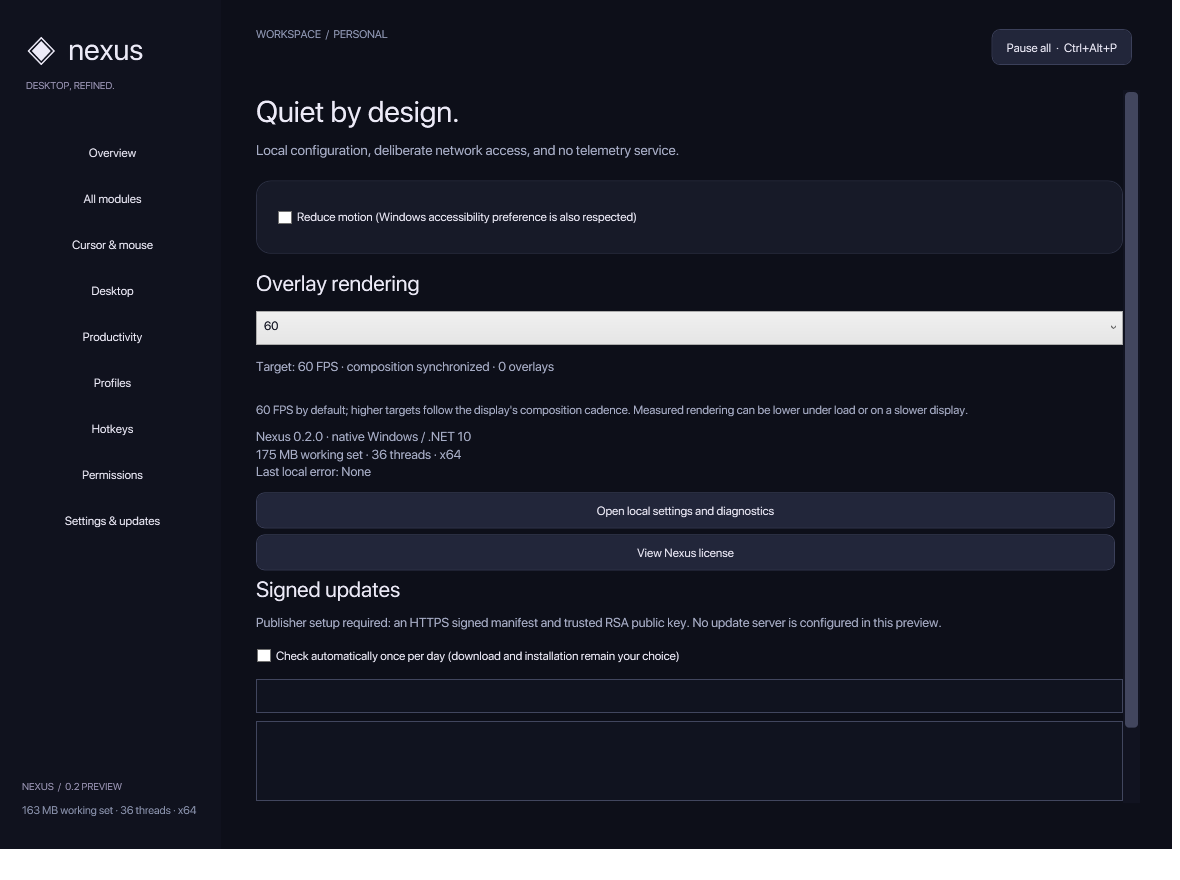 nexus
DESKTOP, REFINED.
Overview
All modules
Cursor & mouse
Desktop
Productivity
Profiles
Hotkeys
Permissions
Settings & updates
NEXUS / 0.2 PREVIEW
163 MB working set · 36 threads · x64
WORKSPACE / PERSONAL
Pause all · Ctrl+Alt+P
Quiet by design.
Local configuration, deliberate network access, and no telemetry service.
Reduce motion (Windows accessibility preference is also respected)
Overlay rendering
60
Target: 60 FPS · composition synchronized · 0 overlays
60 FPS by default; higher targets follow the display's composition cadence. Measured rendering can be lower under load or on a slower display.
Nexus 0.2.0 · native Windows / .NET 10
175 MB working set · 36 threads · x64
Last local error: None
Open local settings and diagnostics
View Nexus license
Signed updates
Publisher setup required: an HTTPS signed manifest and trusted RSA public key. No update server is configured in this preview.
Check automatically once per day (download and installation remain your choice)